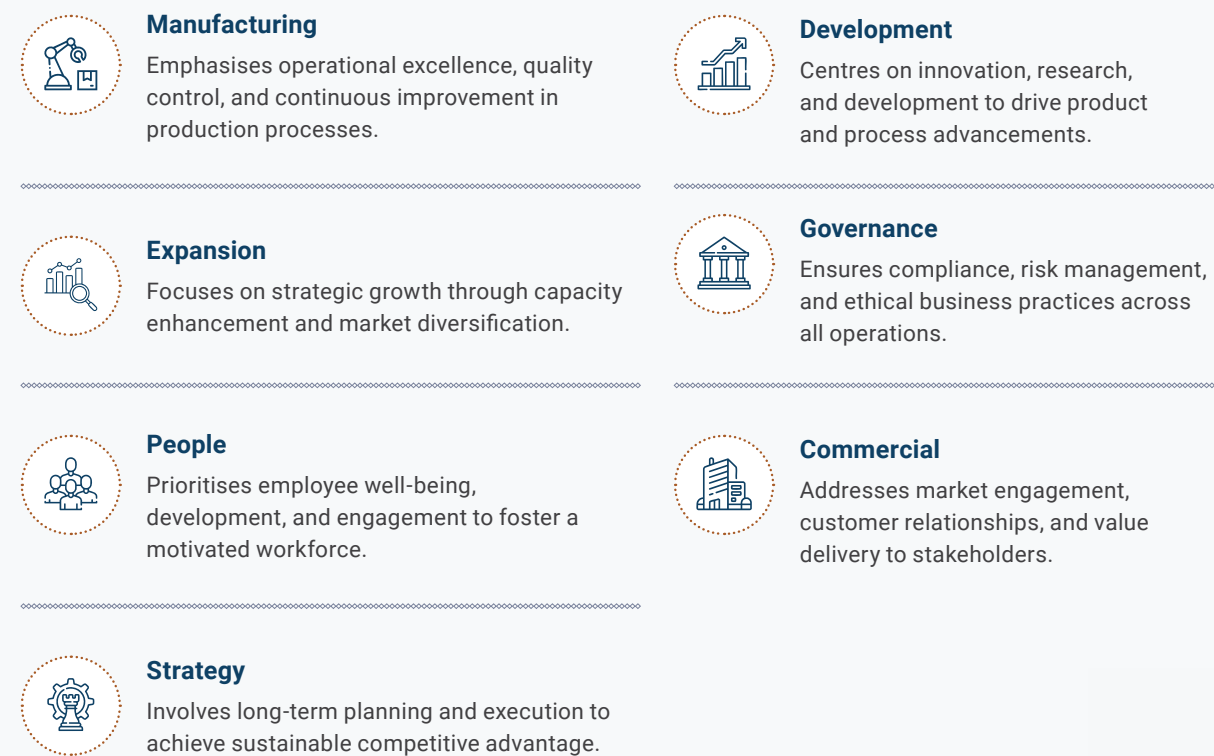 Manufacturing
Emphasises operational excellence, quality
control, and continuous improvement in
production processes.
Expansion
Focuses on strategic growth through capacity
enhancement and market diversification.
People
Prioritises employee well-being,
development, and engagement to foster a
motivated workforce.
Strategy
Involves long-term planning and execution to
achieve sustainable competitive advantage.
Development
Centres on innovation, research,
and development to drive product
and process advancements.
Governance
Ensures compliance, risk management,
and ethical business practices across
all operations.
Commercial
Addresses market engagement,
customer relationships, and value
delivery to stakeholders.